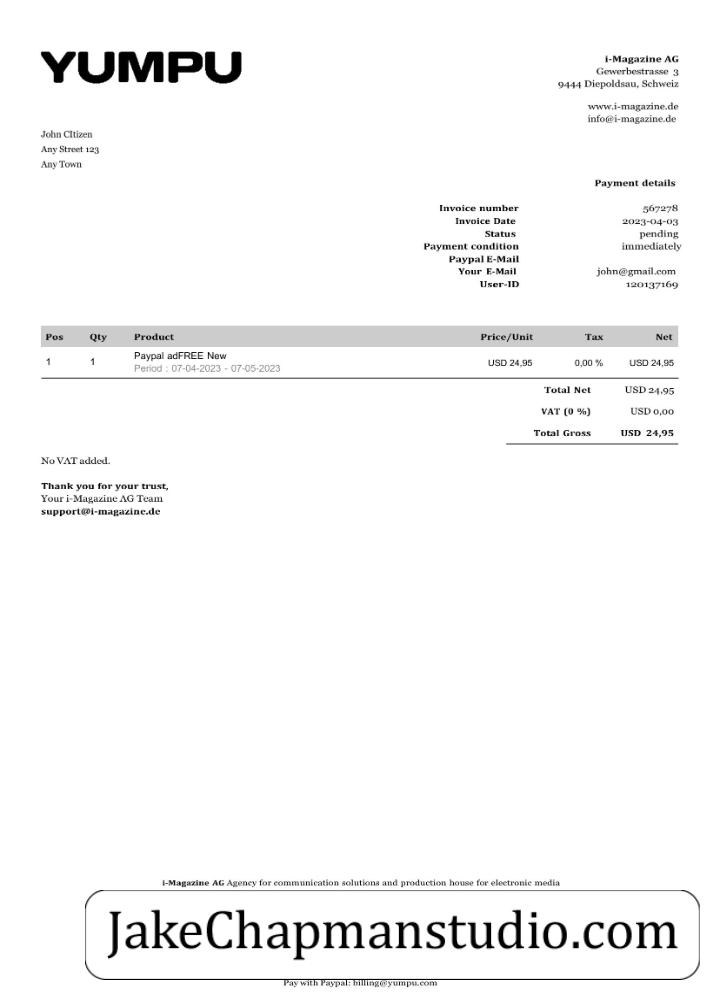 YUMPU
i-Magazine AG
Gewerbestrasse 3
9444 Diepoldsau, Schweiz
www.i-magazine.de
info@i-magazine.de
John CItizen
Any Street 123
Any Town
Payment details
Invoice number 567278
Invoice Date 2023-04-03
Status pending
Payment condition immediately
Paypal E-Mail
Your E-Mail john@gmail.com
User-ID 120137169
Pos Qty Product Price/Unit Tax Net
1 1 Paypal adFREE New USD 24,95 0,00 % USD 24,95
Period : 07-04-2023 - 07-05-2023
Total Net USD 24,95
VAT (0 %) USD 0,00
Total Gross USD 24,95
No VAT added.
Thank you for your trust,
Your i-Magazine AG Team
support@i-magazine.de
i-Magazine AG Agency for communication solutions and production house for electronic media
JakeChapmanstudio.com
Pay with Paypal: billing@yumpu.com